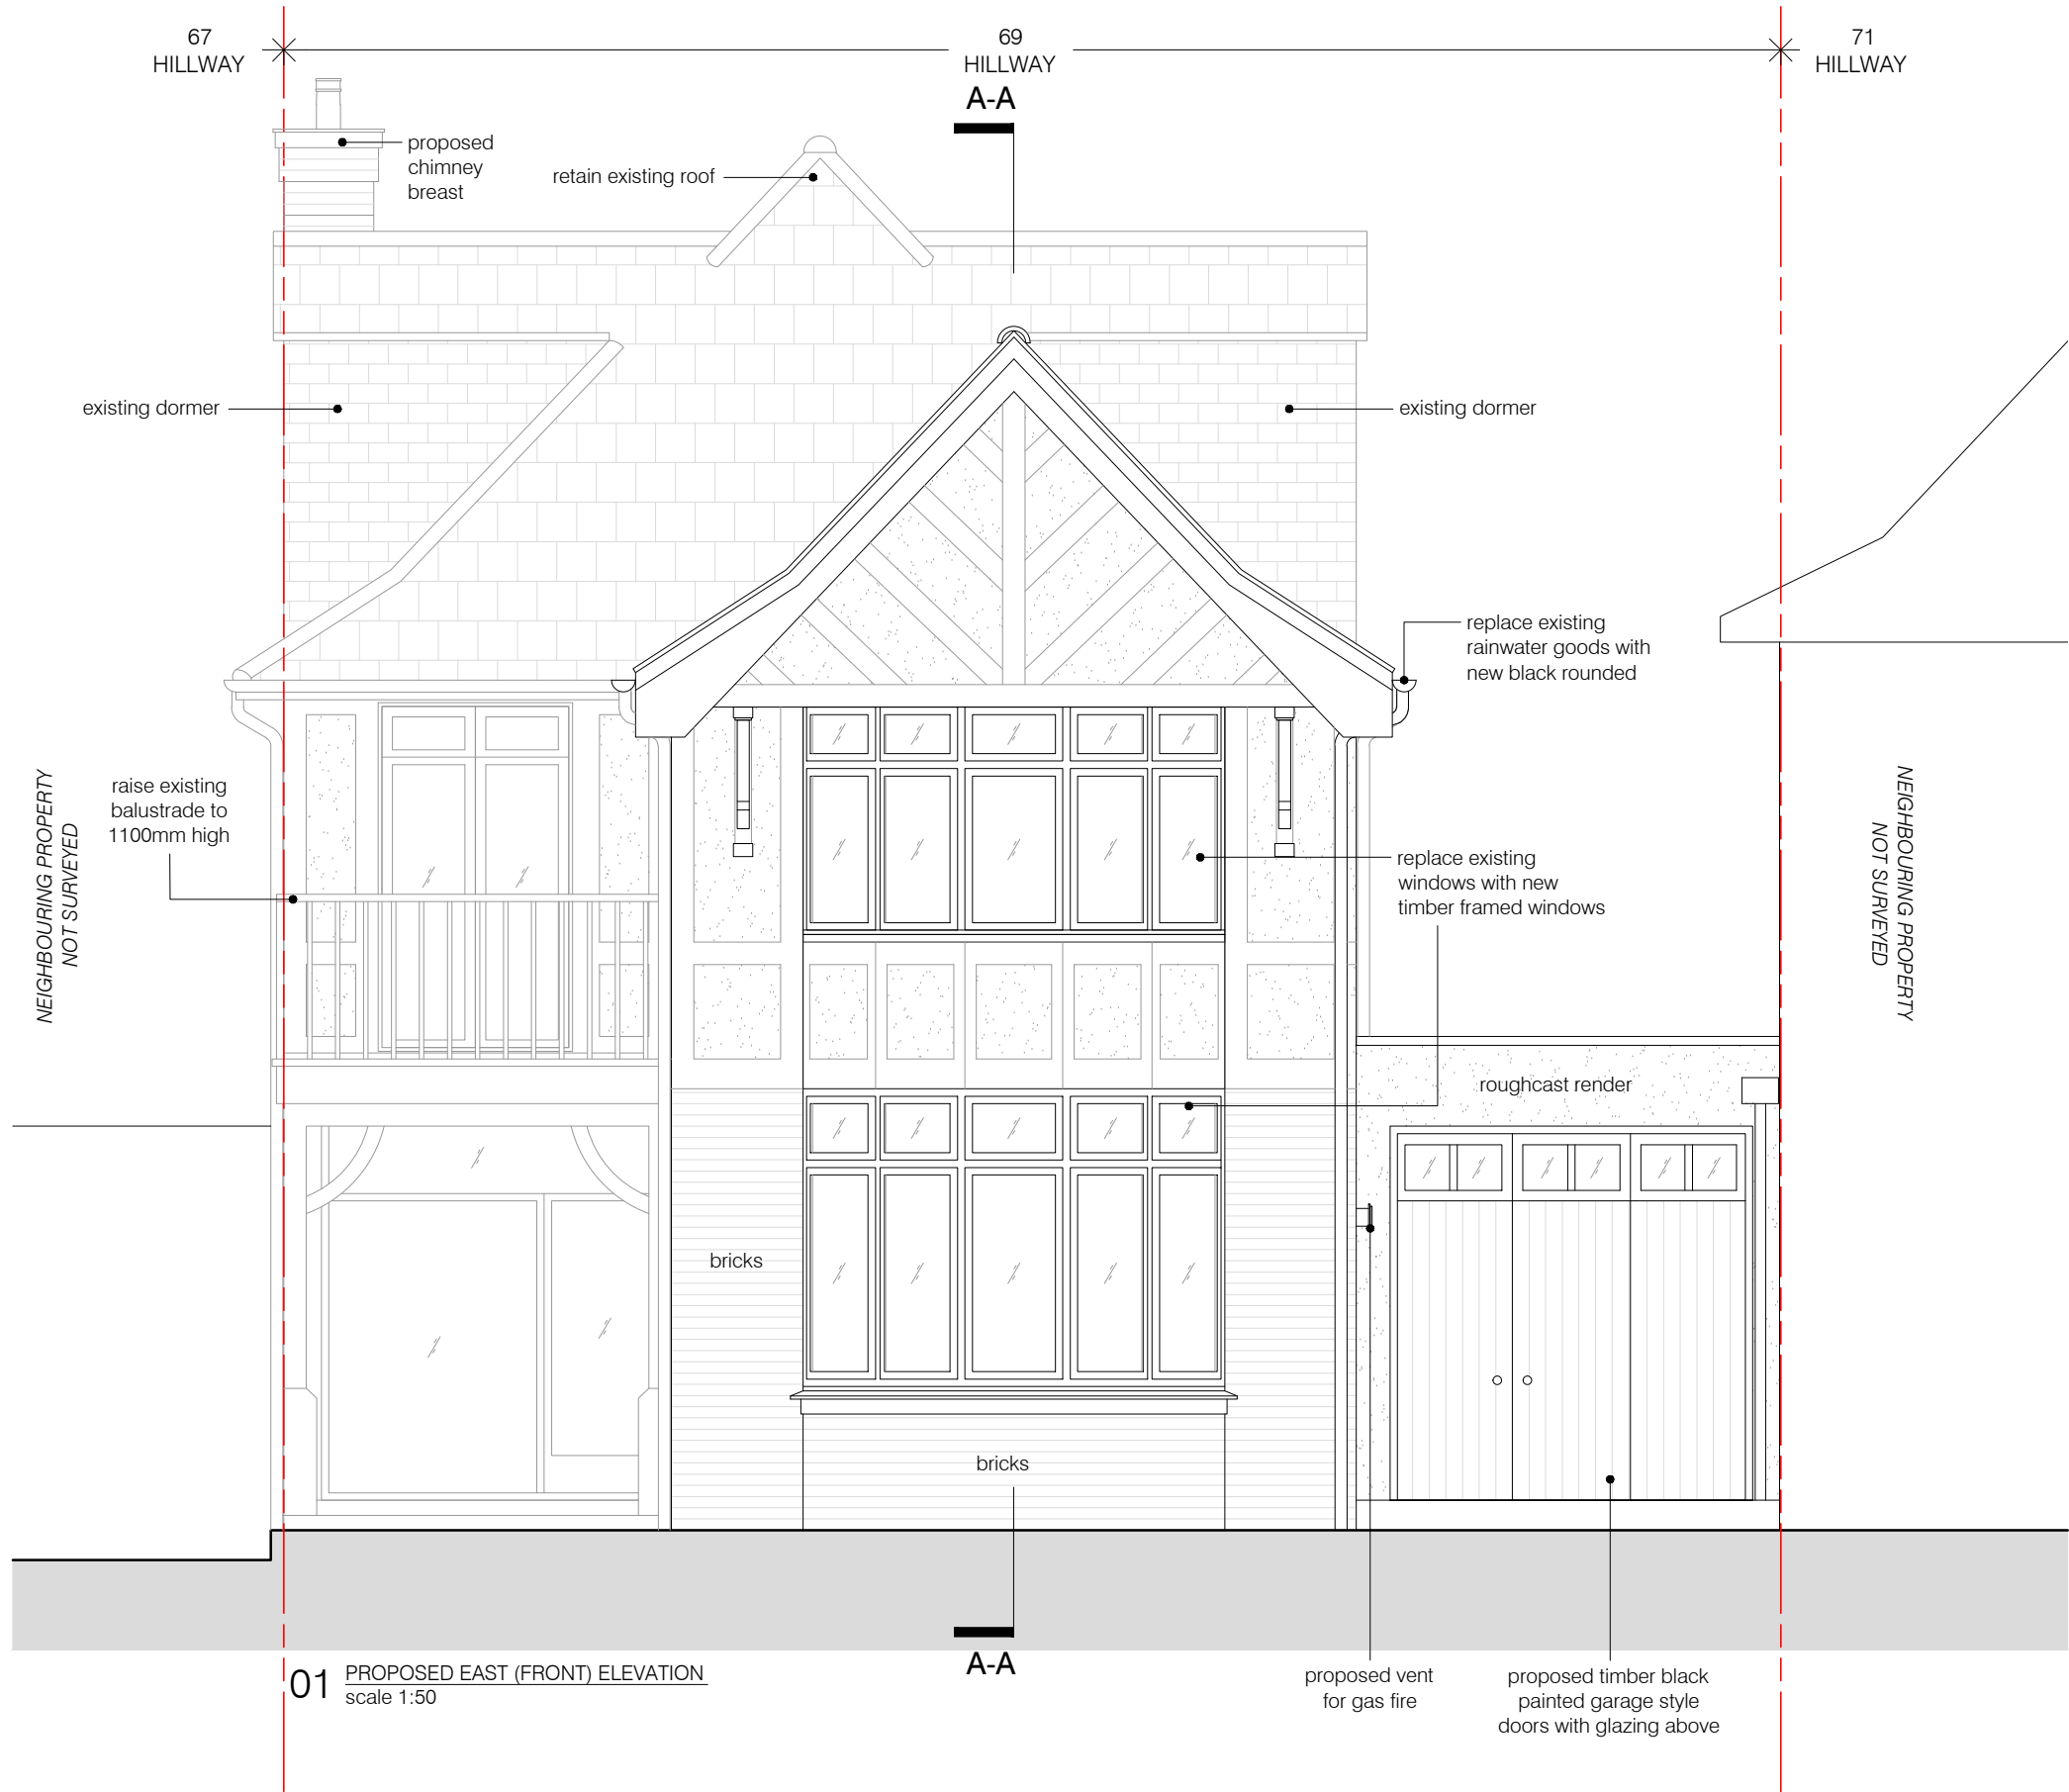 67
HILLWAY
69
HILLWAY
71
HILLWAY
A-A
proposed
chimney
breast
retain existing roof
existing dormer
existing dormer
replace existing
rainwater goods with
new black rounded
raise existing
balustrade to
1100mm high
NEIGHBOURING PROPERTY
NOT SURVEYED
NEIGHBOURING PROPERTY
NOT SURVEYED
replace existing
windows with new
timber framed windows
roughcast render
bricks
bricks
A-A
01
PROPOSED EAST (FRONT) ELEVATION
scale 1:50
proposed vent
for gas fire
proposed timber black
painted garage style
doors with glazing above